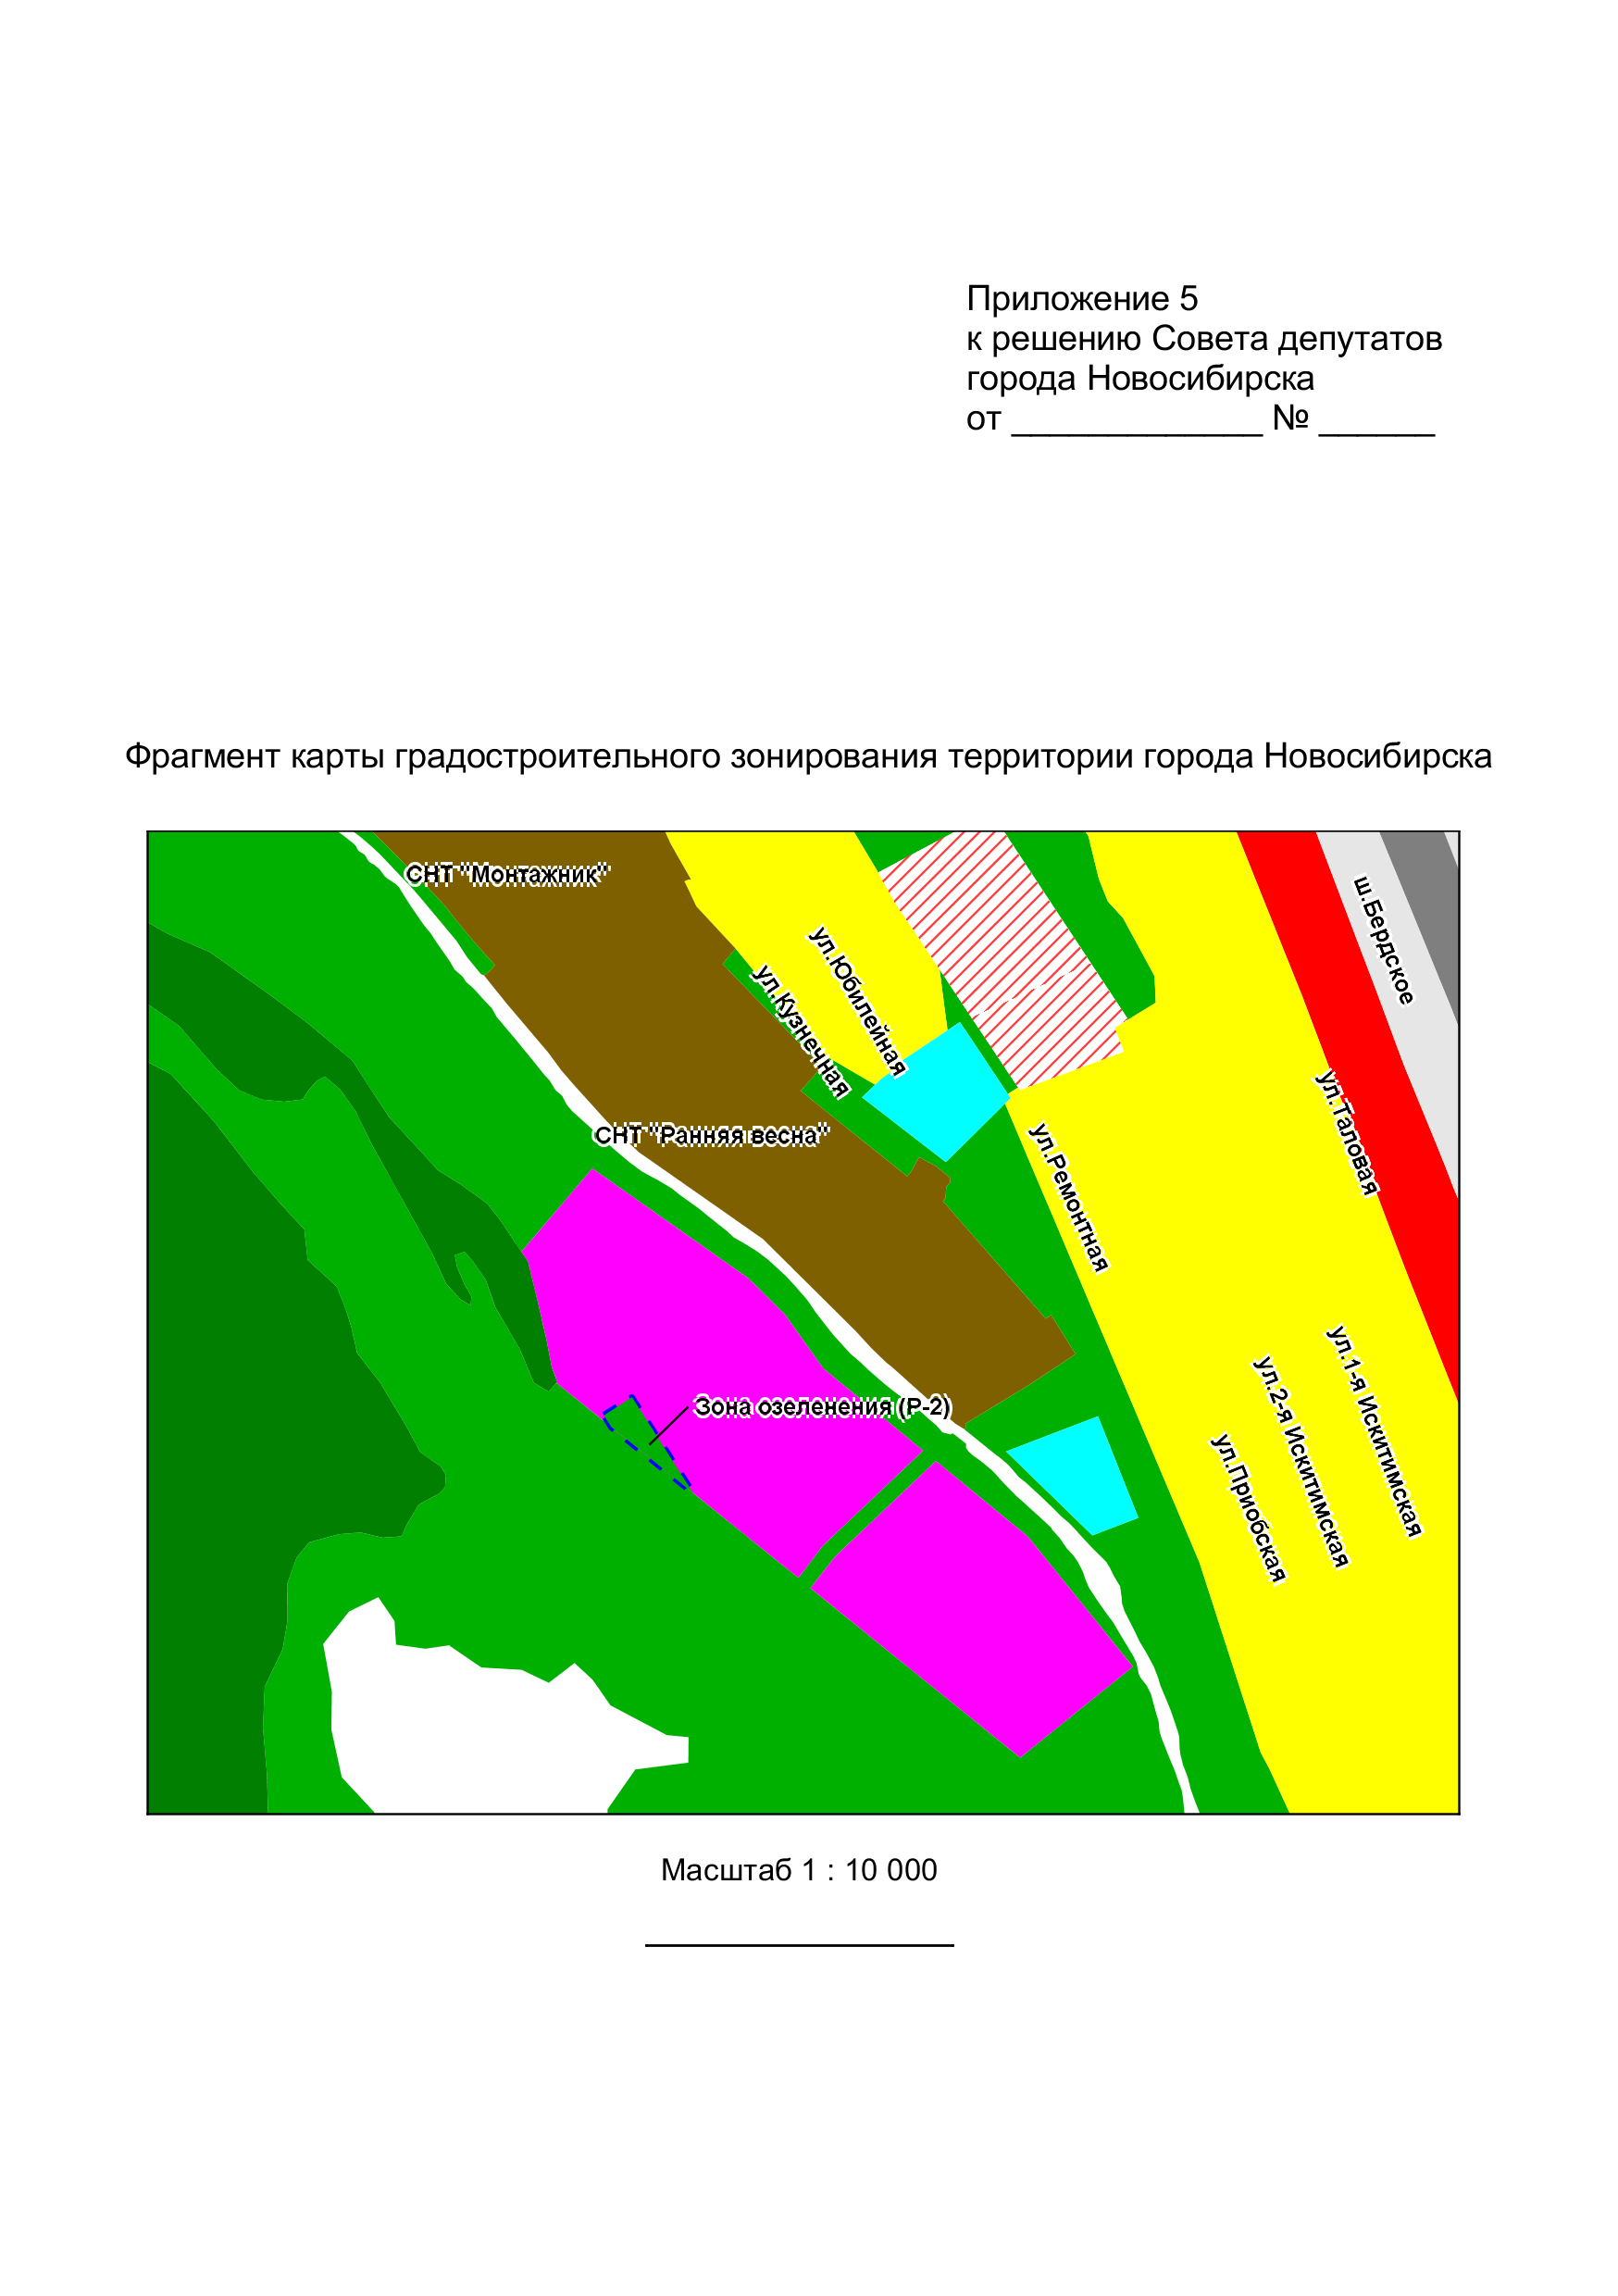 Приложение 5
к решению Совета депутатов
города Новосибирска
от _____________ № ______
Фрагмент карты градостроительного зонирования территории города Новосибирска
СНТ "Монтажник"
ш.Бердское
ул.Юбилейная
ул.Кузнечная
ул.Таловая
СНТ "Ранняя весна"
ул.Ремонтная
ул.1-я Искитимская
ул.2-я Искитимская
Зона озеленения (Р-2)
ул.Приобская
Масштаб 1 : 10 000